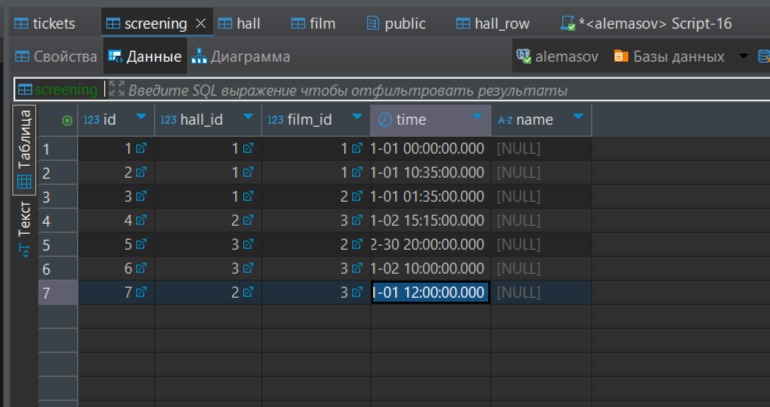 tickets screening hall film public hall_row *<alemasov> Script-16
Свойства Данные Диаграмма alemasov Базы данных
screening Введите SQL выражение чтобы отфильтровать результаты
Таблица
Текст
123 id 123 hall_id 123 film_id time A-Z name
1 1 1 1 1-01 00:00:00.000 [NULL]
2 2 1 1 1-01 10:35:00.000 [NULL]
3 3 1 2 1-01 01:35:00.000 [NULL]
4 4 2 3 1-02 15:15:00.000 [NULL]
5 5 3 2 2-30 20:00:00.000 [NULL]
6 6 3 3 1-02 10:00:00.000 [NULL]
7 7 2 3 1-01 12:00:00.000 [NULL]